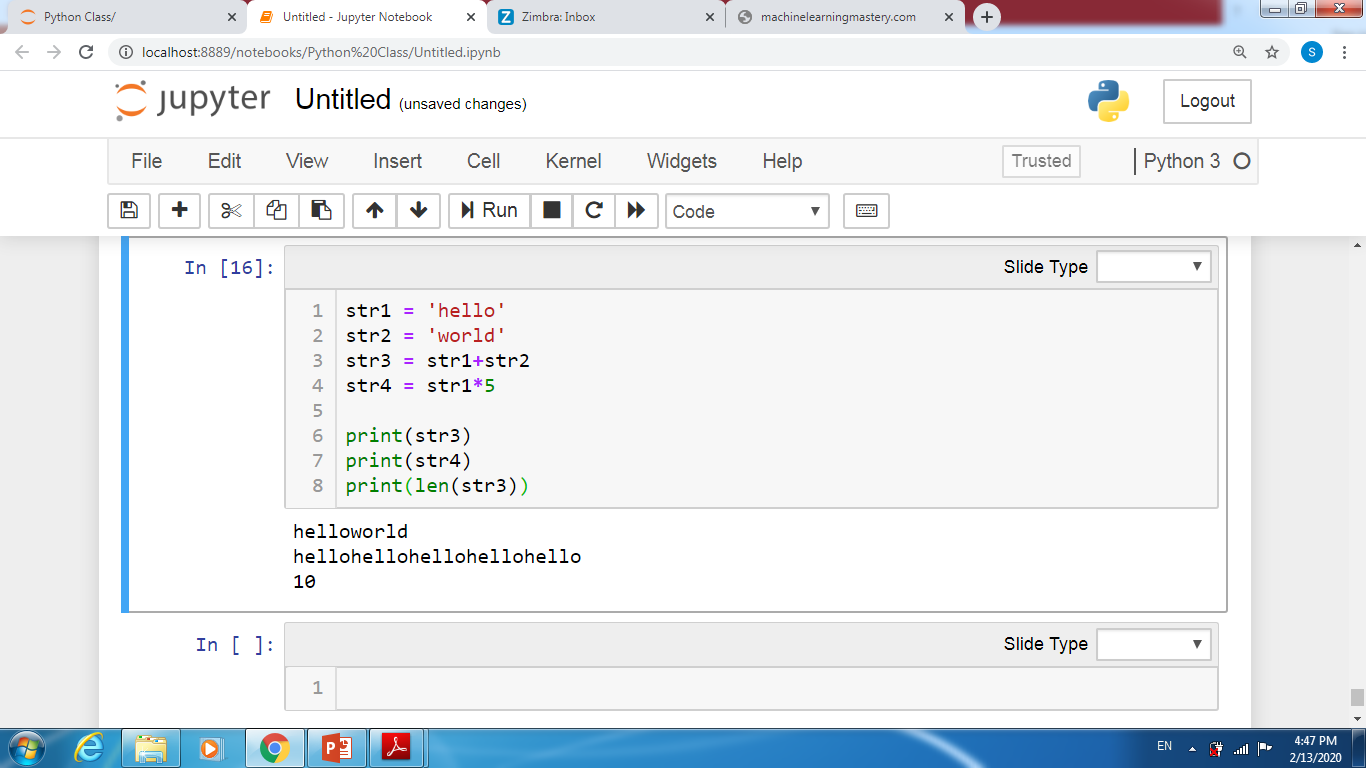 Python Class/
Untitled - Jupyter Notebook
Zimbra: Inbox
machinelearningmastery.com
localhost:8889/notebooks/Python%20Class/Untitled.ipynb
S
jupyter Untitled (unsaved changes)
Logout
File Edit View Insert Cell Kernel Widgets Help
Trusted
Python 3
Run
Code
In [16]:
Slide Type
1 str1 = 'hello'
2 str2 = 'world'
3 str3 = str1+str2
4 str4 = str1*5
5
6 print(str3)
7 print(str4)
8 print(len(str3))
helloworld
hellohellohellohellohello
10
In [ ]:
Slide Type
1
EN
4:47 PM
2/13/2020